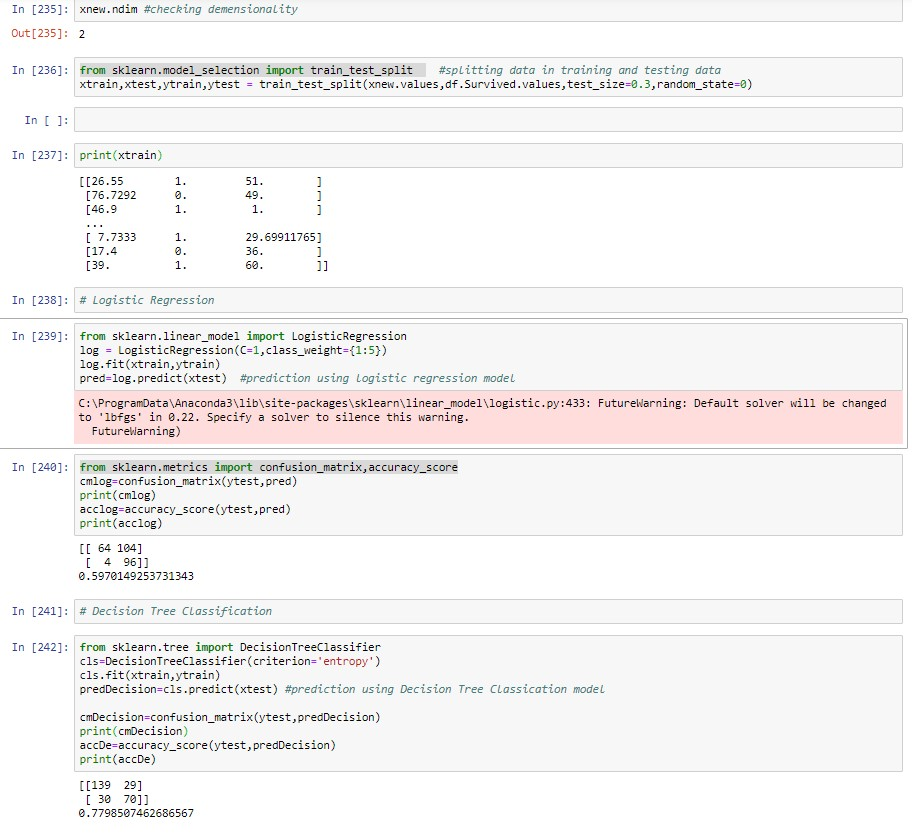 In [235]: xnew.ndim #checking demensionality
Out[235]: 2
In [236]: from sklearn.model_selection import train_test_split #splitting data in training and testing data
xtrain,xtest,ytrain,ytest = train_test_split(xnew.values,df.Survived.values,test_size=0.3,random_state=0)
In [ ]:
In [237]: print(xtrain)
[[26.55 1. 51. ]
[76.7292 0. 49. ]
[46.9 1. 1. ]
...
[ 7.7333 1. 29.69911765]
[17.4 0. 36. ]
[39. 1. 60. ]]
In [238]: # Logistic Regression
In [239]: from sklearn.linear_model import LogisticRegression
log = LogisticRegression(C=1,class_weight={1:5})
log.fit(xtrain,ytrain)
pred=log.predict(xtest) #prediction using logistic regression model
C:\ProgramData\Anaconda3\lib\site-packages\sklearn\linear_model\logistic.py:433: FutureWarning: Default solver will be changed
to 'lbfgs' in 0.22. Specify a solver to silence this warning.
FutureWarning)
In [240]: from sklearn.metrics import confusion_matrix,accuracy_score
cmlog=confusion_matrix(ytest,pred)
print(cmlog)
acclog=accuracy_score(ytest,pred)
print(acclog)
[[ 64 104]
[ 4 96]]
0.5970149253731343
In [241]: # Decision Tree Classification
In [242]: from sklearn.tree import DecisionTreeClassifier
cls=DecisionTreeClassifier(criterion='entropy')
cls.fit(xtrain,ytrain)
predDecision=cls.predict(xtest) #prediction using Decision Tree Classication model
cmDecision=confusion_matrix(ytest,predDecision)
print(cmDecision)
accDe=accuracy_score(ytest,predDecision)
print(accDe)
[[139 29]
[ 30 70]]
0.7798507462686567